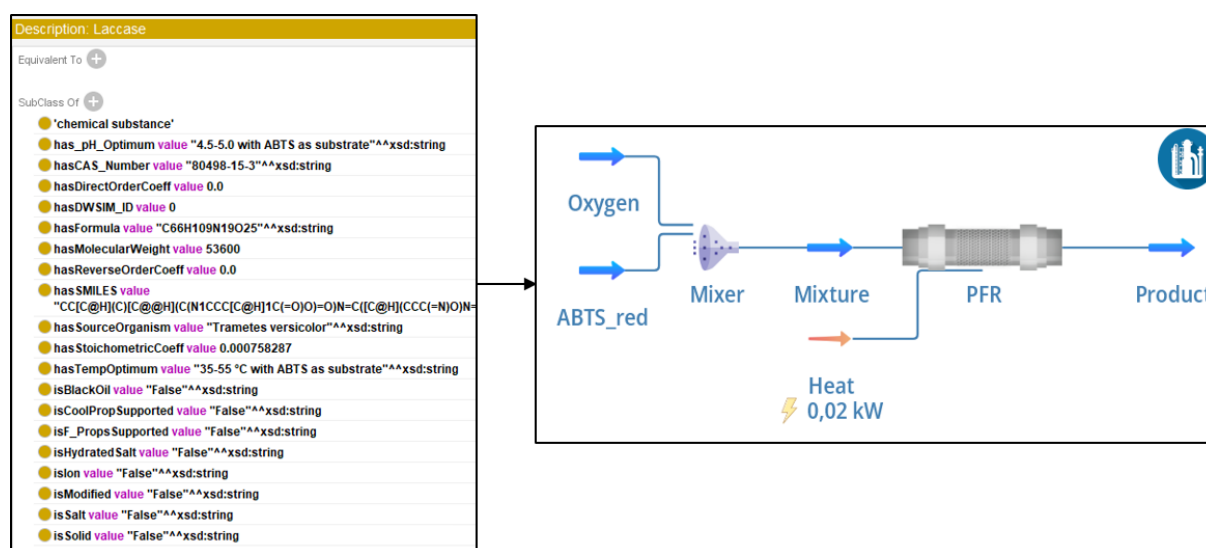 Description: Laccase
Equivalent To
SubClass Of
'chemical substance'
has_pH_Optimum value "4.5-5.0 with ABTS as substrate"^^xsd:string
hasCAS_Number value "80498-15-3"^^xsd:string
hasDirectOrderCoeff value 0.0
hasDWSIM_ID value 0
hasFormula value "C66H109N19O25"^^xsd:string
hasMolecularWeight value 53600
hasReverseOrderCoeff value 0.0
hasSMILES value
"CC[C@H](C)[C@@H](C(N1CCC[C@H]1C(=O)O)=O)N=C([C@H](CCC(=N)O)N=
hasSourceOrganism value "Trametes versicolor"^^xsd:string
hasStoichometricCoeff value 0.000758287
hasTempOptimum value "35-55 °C with ABTS as substrate"^^xsd:string
isBlackOil value "False"^^xsd:string
isCoolPropSupported value "False"^^xsd:string
isF_PropsSupported value "False"^^xsd:string
isHydratedSalt value "False"^^xsd:string
isIon value "False"^^xsd:string
isModified value "False"^^xsd:string
isSalt value "False"^^xsd:string
isSolid value "False"^^xsd:string
Oxygen
ABTS_red
Mixer
Mixture
PFR
Product
Heat
0,02 kW